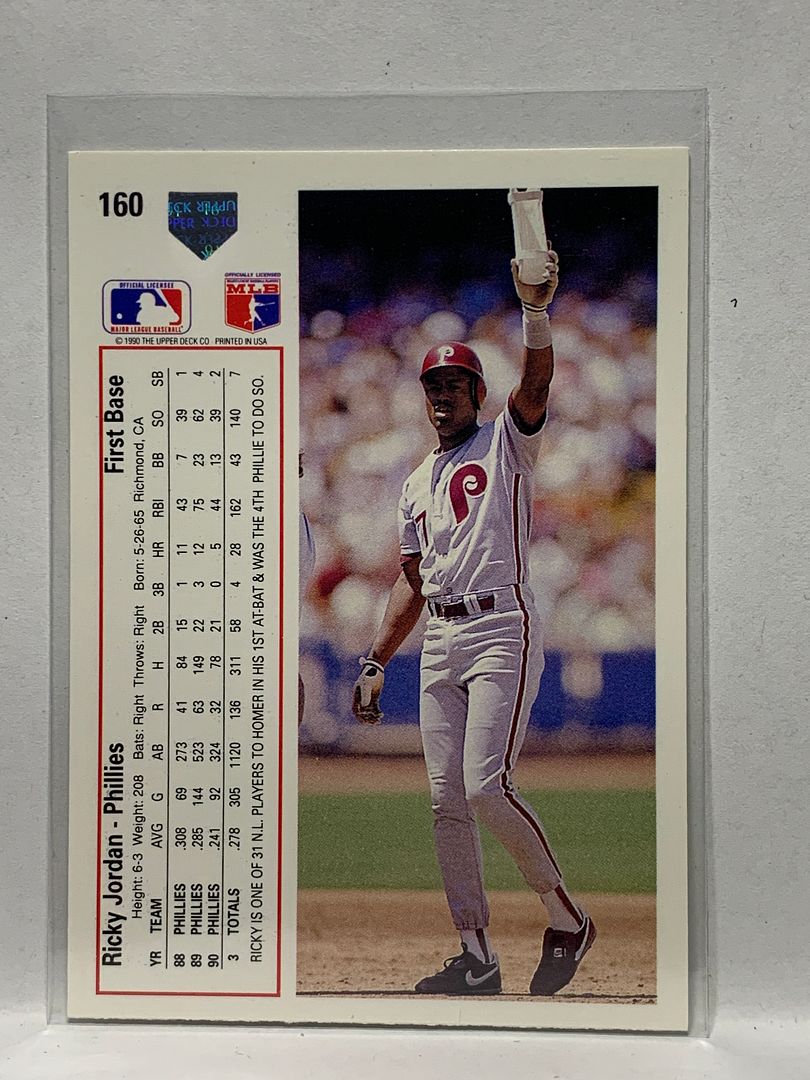 160
UPPER DECK
OFFICIAL LICENSEE
MAJOR LEAGUE BASEBALL
OFFICIALLY LICENSED
MLB
© 1990 THE UPPER DECK CO PRINTED IN USA
Ricky Jordan - Phillies First Base
Height: 6-3 Weight: 208 Bats: Right Throws: Right Born: 5-26-65 Richmond, CA
YR TEAM AVG G AB R H 2B 3B HR RBI BB SO SB
88 PHILLIES .308 69 273 41 84 15 1 11 43 7 39 1
89 PHILLIES .285 144 523 63 149 22 3 12 75 23 62 4
90 PHILLIES .241 92 324 32 78 21 0 5 44 13 39 2
3 TOTALS .278 305 1120 136 311 58 4 28 162 43 140 7
RICKY IS ONE OF 31 N.L. PLAYERS TO HOMER IN HIS 1ST AT-BAT & WAS THE 4TH PHILLIE TO DO SO.
P
P
7